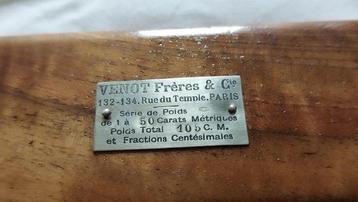 VENOT Frères & Cie
132-134, Rue du Temple. PARIS
Série de Poids
de 1 à 50 Carats Métriques
Poids Total 105 C. M.
et Fractions Centésimales